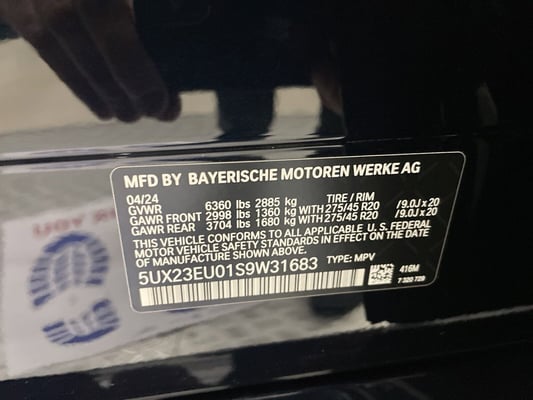 MFD BY BAYERISCHE MOTOREN WERKE AG
04/24
GVWR 6360 lbs 2885 kg TIRE / RIM
GAWR FRONT 2998 lbs 1360 kg WITH 275/45 R20 /9.0J x 20
GAWR REAR 3704 lbs 1680 kg WITH 275/45 R20 /9.0J x 20
THIS VEHICLE CONFORMS TO ALL APPLICABLE U. S. FEDERAL
MOTOR VEHICLE SAFETY AND THEFT PREVENTION STANDARDS
IN EFFECT ON THE DATE OF MANUFACTURE SHOWN ABOVE.
5UX23EU01S9W31683 TYPE: MPV
416M
7 320 729